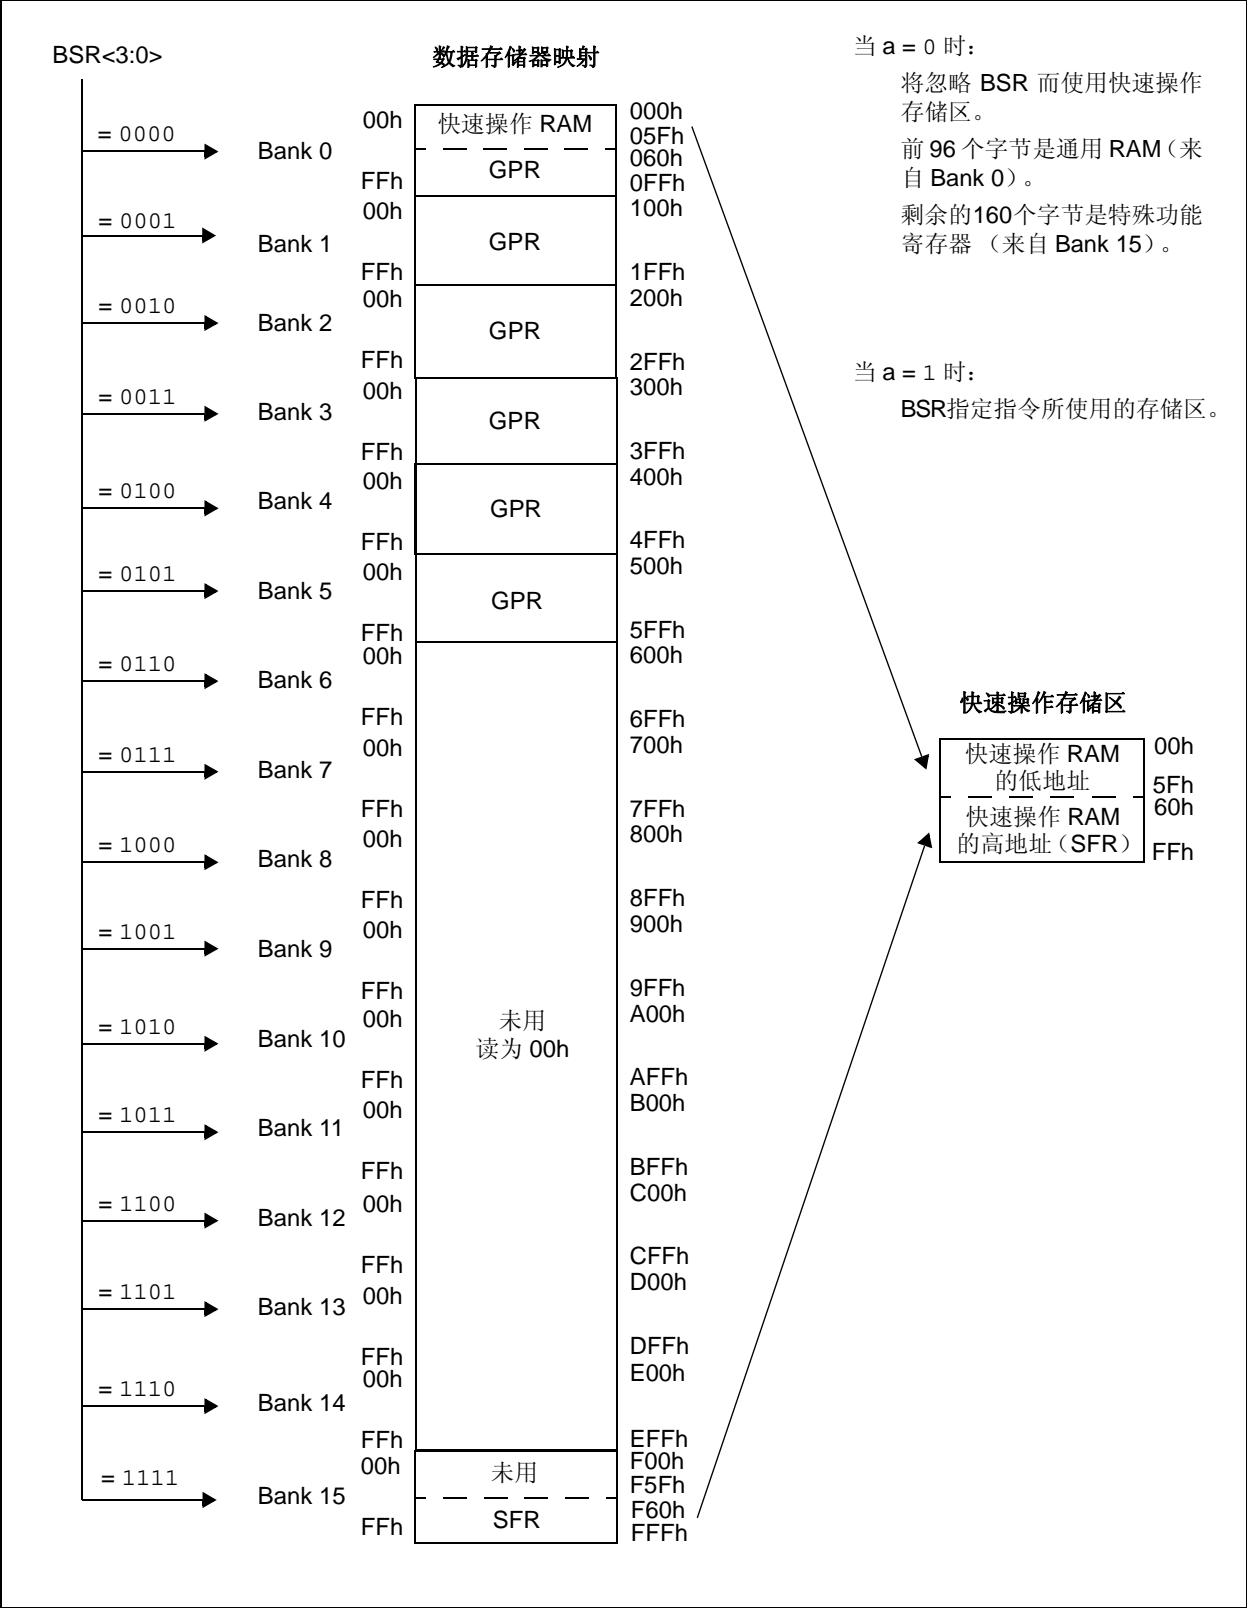 BSR<3:0>
数据存储器映射
当 a = 0 时：
将忽略 BSR 而使用快速操作
存储区。
前 96 个字节是通用 RAM（来
自 Bank 0）。
剩余的160个字节是特殊功能
寄存器 （来自 Bank 15）。
当 a = 1 时：
BSR指定指令所使用的存储区。
= 0000
Bank 0
00h
FFh
快速操作 RAM
GPR
000h
05Fh
060h
0FFh
= 0001
Bank 1
00h
FFh
GPR
100h
1FFh
= 0010
Bank 2
00h
FFh
GPR
200h
2FFh
= 0011
Bank 3
00h
FFh
GPR
300h
3FFh
= 0100
Bank 4
00h
FFh
GPR
400h
4FFh
= 0101
Bank 5
00h
FFh
GPR
500h
5FFh
= 0110
Bank 6
00h
FFh
600h
6FFh
= 0111
Bank 7
00h
FFh
700h
7FFh
= 1000
Bank 8
00h
FFh
800h
8FFh
= 1001
Bank 9
00h
FFh
900h
9FFh
= 1010
Bank 10
00h
FFh
未用
读为 00h
A00h
AFFh
= 1011
Bank 11
00h
FFh
B00h
BFFh
= 1100
Bank 12
00h
FFh
C00h
CFFh
= 1101
Bank 13
00h
FFh
D00h
DFFh
= 1110
Bank 14
00h
FFh
E00h
EFFh
= 1111
Bank 15
00h
FFh
未用
SFR
F00h
F5Fh
F60h
FFFh
快速操作存储区
快速操作 RAM
的低地址
00h
5Fh
快速操作 RAM
的高地址（SFR）
60h
FFh